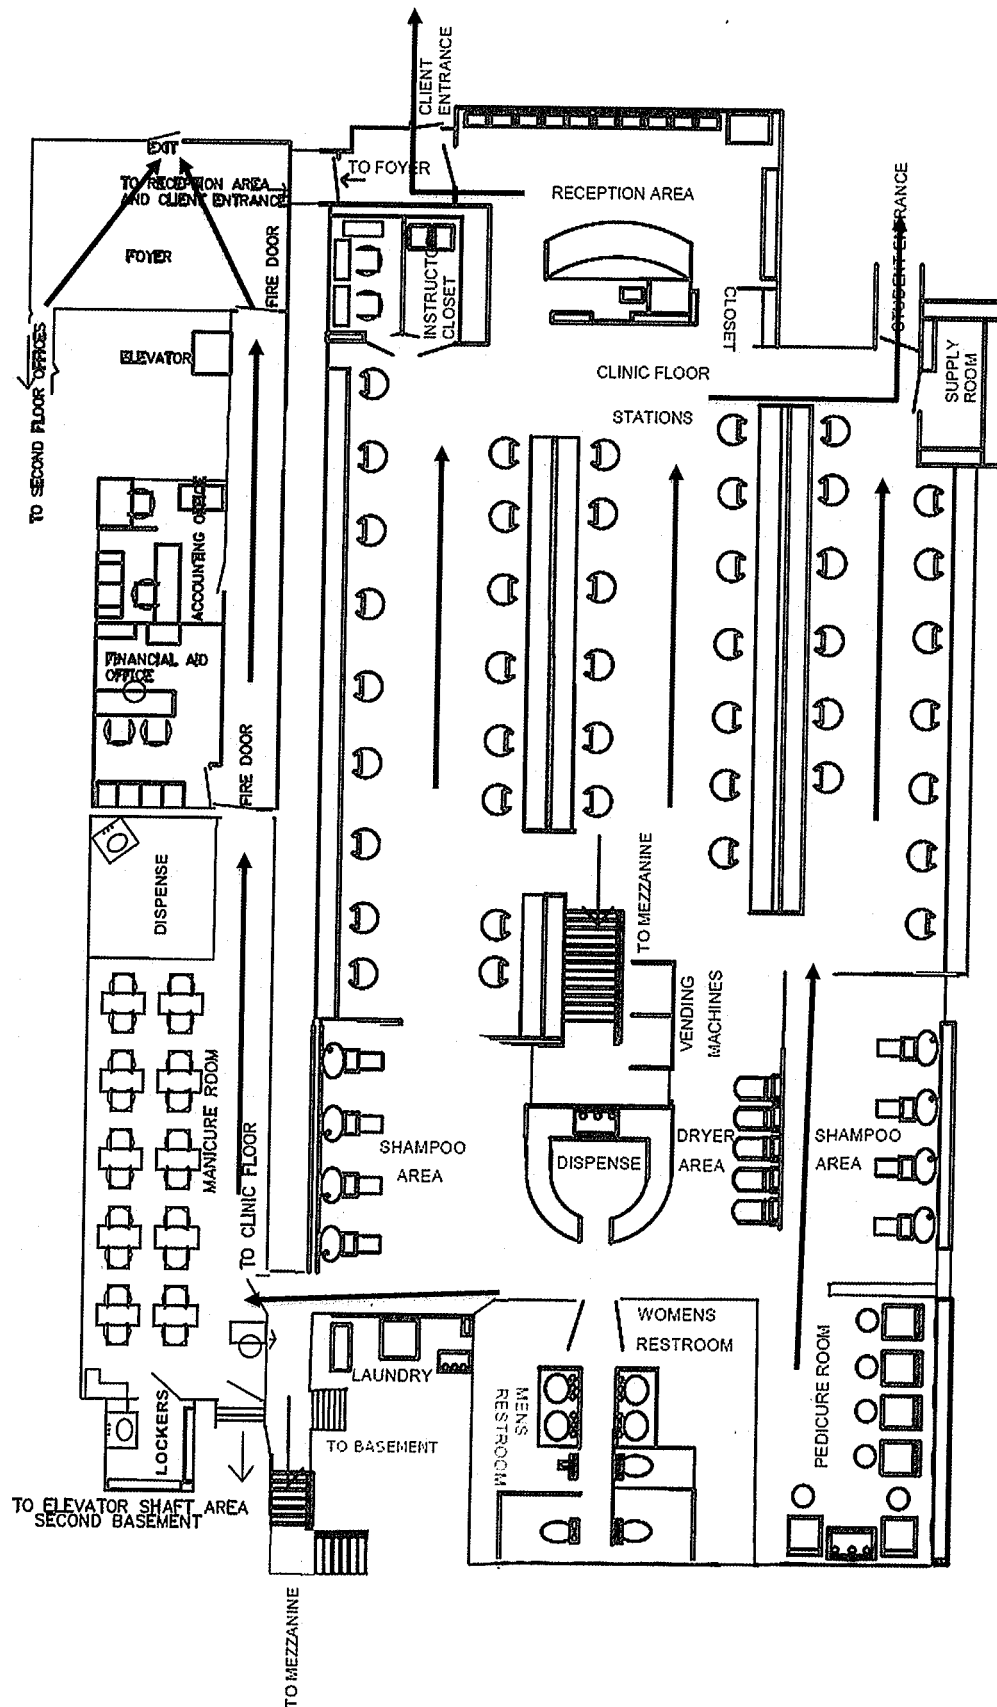 CLIENT
ENTRANCE
EXIT
TO FOYER
TO RECEPTION AREA
AND CLIENT ENTRANCE
RECEPTION AREA
STUDENT ENTRANCE
FOYER
FIRE DOOR
INSTRUCTOR
CLOSET
CLOSET
TO SECOND FLOOR OFFICES
ELEVATOR
CLINIC FLOOR
STATIONS
SUPPLY
ROOM
ACCOUNTING OFFICE
FINANCIAL AID
OFFICE
FIRE DOOR
DISPENSE
TO MEZZANINE
VENDING
MACHINES
MANICURE ROOM
TO CLINIC FLOOR
SHAMPOO
AREA
DISPENSE
DRYER
AREA
SHAMPOO
AREA
WOMENS
RESTROOM
LAUNDRY
MENS
RESTROOM
PEDICURE ROOM
LOCKERS
TO BASEMENT
TO ELEVATOR SHAFT AREA
SECOND BASEMENT
TO MEZZANINE